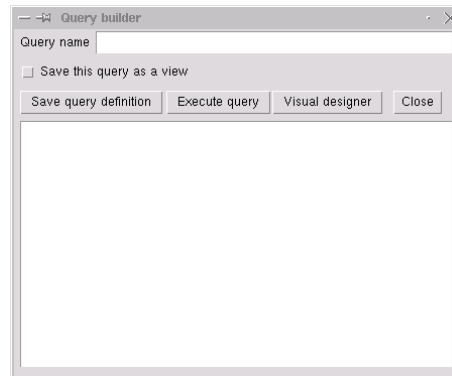 Query builder
Query name
Save this query as a view
Save query definition Execute query Visual designer Close